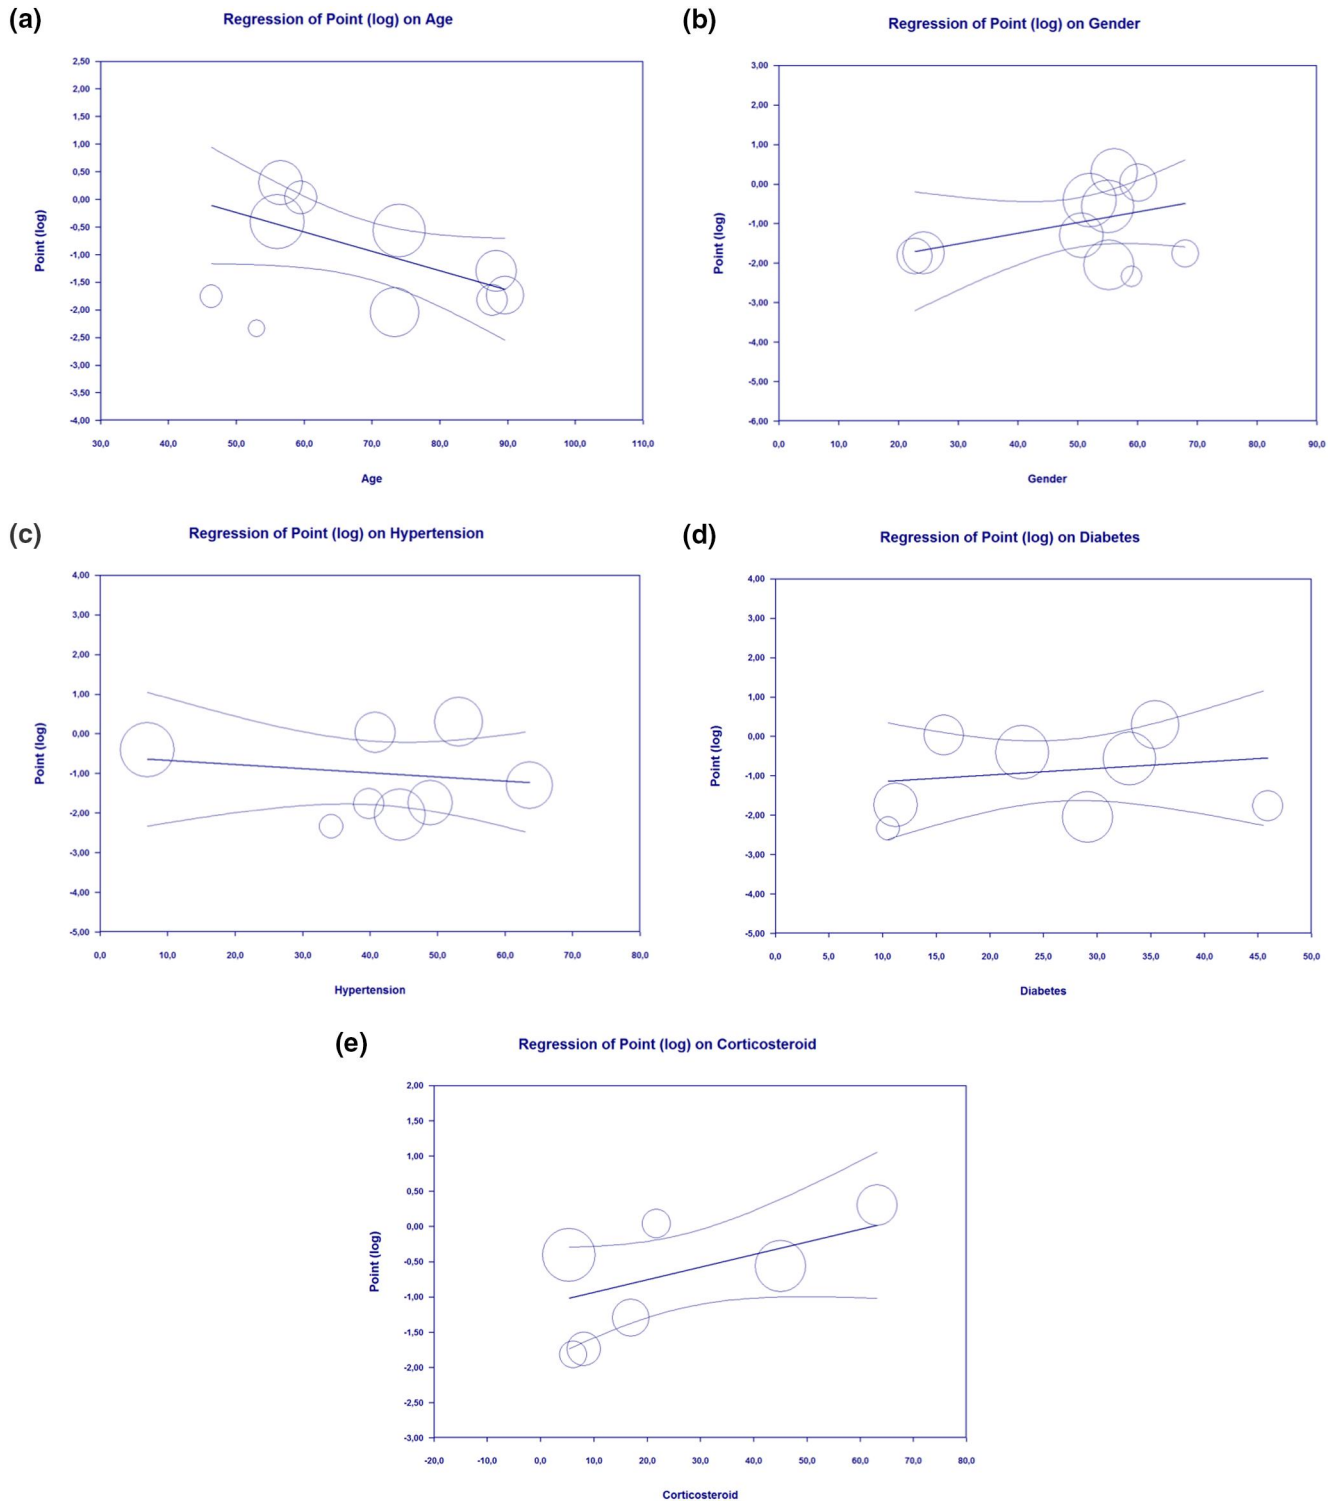 (a)
Regression of Point (log) on Age
2,50
2,00
1,50
1,00
0,50
0,00
-0,50
-1,00
-1,50
-2,00
-2,50
-3,00
-3,50
-4,00
Point (log)
30,0 40,0 50,0 60,0 70,0 80,0 90,0 100,0 110,0
Age
(b)
Regression of Point (log) on Gender
3,00
2,00
1,00
0,00
-1,00
-2,00
-3,00
-4,00
-5,00
-6,00
Point (log)
0,0 10,0 20,0 30,0 40,0 50,0 60,0 70,0 80,0 90,0
Gender
(c)
Regression of Point (log) on Hypertension
4,00
3,00
2,00
1,00
0,00
-1,00
-2,00
-3,00
-4,00
-5,00
Point (log)
0,0 10,0 20,0 30,0 40,0 50,0 60,0 70,0 80,0
Hypertension
(d)
Regression of Point (log) on Diabetes
4,00
3,00
2,00
1,00
0,00
-1,00
-2,00
-3,00
-4,00
-5,00
Point (log)
0,0 5,0 10,0 15,0 20,0 25,0 30,0 35,0 40,0 45,0 50,0
Diabetes
(e)
Regression of Point (log) on Corticosteroid
2,00
1,50
1,00
0,50
0,00
-0,50
-1,00
-1,50
-2,00
-2,50
-3,00
Point (log)
-20,0 -10,0 0,0 10,0 20,0 30,0 40,0 50,0 60,0 70,0 80,0
Corticosteroid